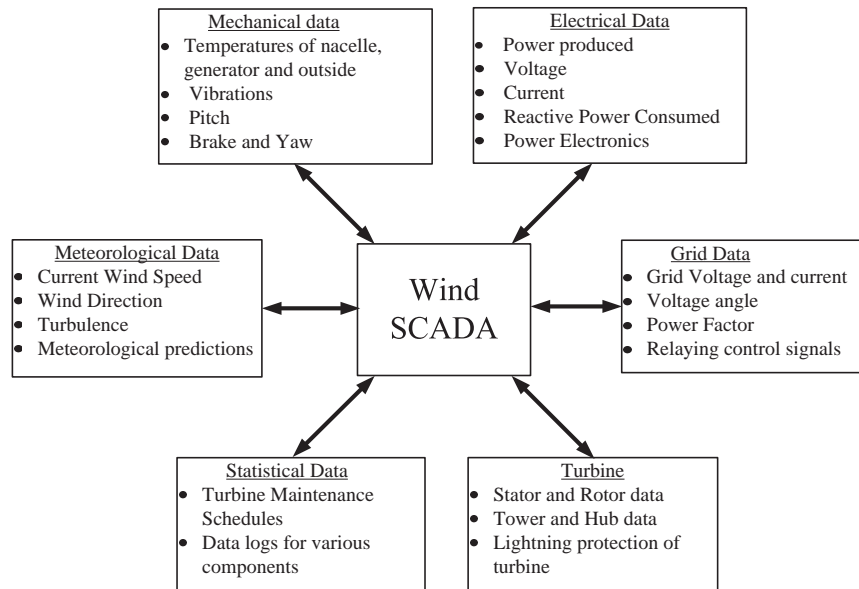 Mechanical data
• Temperatures of nacelle,
generator and outside
• Vibrations
• Pitch
• Brake and Yaw
Electrical Data
• Power produced
• Voltage
• Current
• Reactive Power Consumed
• Power Electronics
Meteorological Data
• Current Wind Speed
• Wind Direction
• Turbulence
• Meteorological predictions
Wind
SCADA
Grid Data
• Grid Voltage and current
• Voltage angle
• Power Factor
• Relaying control signals
Statistical Data
• Turbine Maintenance
Schedules
• Data logs for various
components
Turbine
• Stator and Rotor data
• Tower and Hub data
• Lightning protection of
turbine